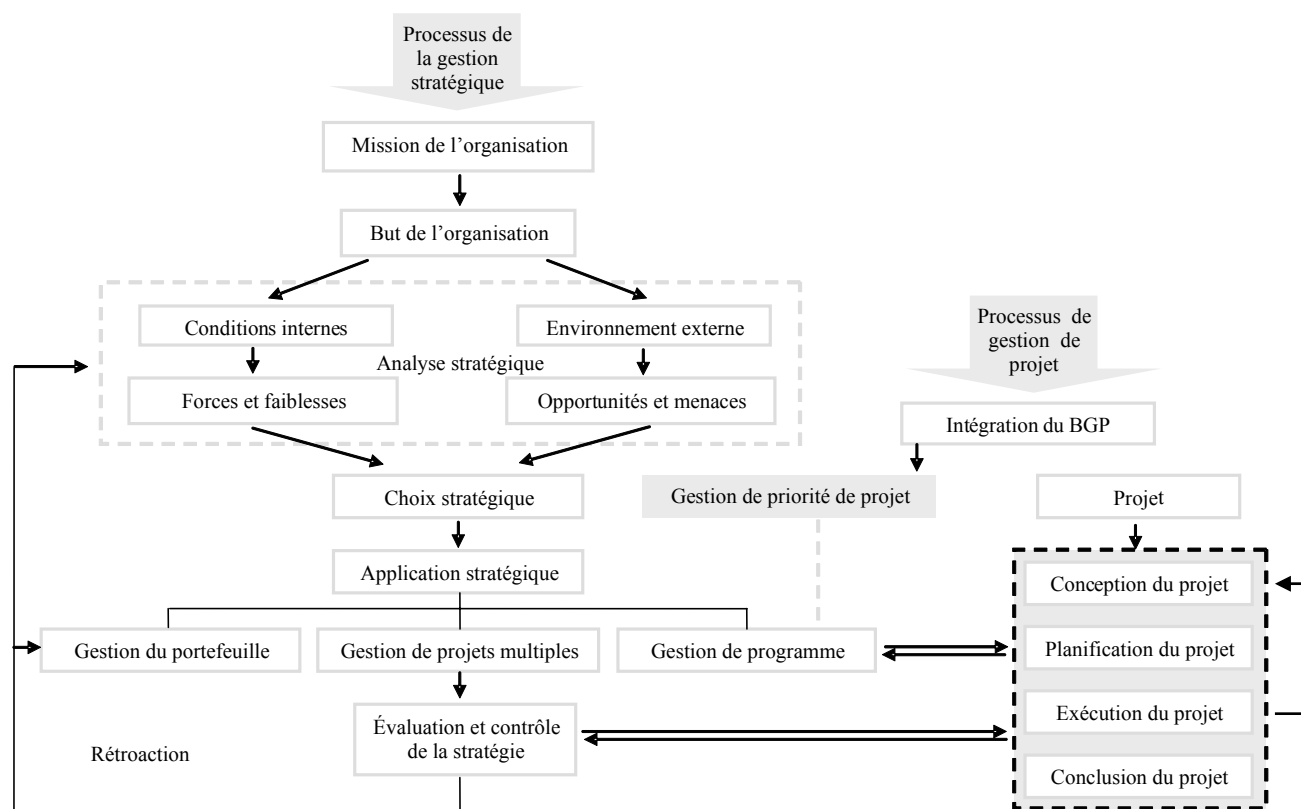 Processus de
la gestion
stratégique
Mission de l’organisation
But de l’organisation
Conditions internes
Environnement externe
Analyse stratégique
Forces et faiblesses
Opportunités et menaces
Processus de
gestion de
projet
Intégration du BGP
Choix stratégique
Gestion de priorité de projet
Projet
Application stratégique
Conception du projet
Gestion du portefeuille
Gestion de projets multiples
Gestion de programme
Planification du projet
Évaluation et contrôle
de la stratégie
Exécution du projet
Rétroaction
Conclusion du projet